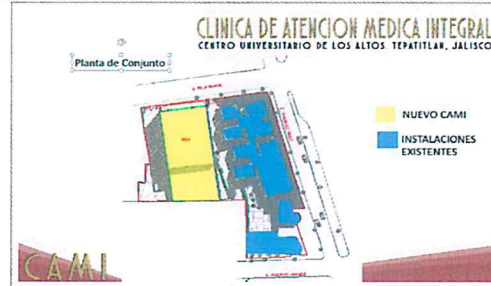 CLINICA DE ATENCION MEDICA INTEGRAL
CENTRO UNIVERSITARIO DE LOS ALTOS. TEPATITLAN, JALISCO
Planta de Conjunto
NUEVO CAMI
INSTALACIONES
EXISTENTES
CAMI